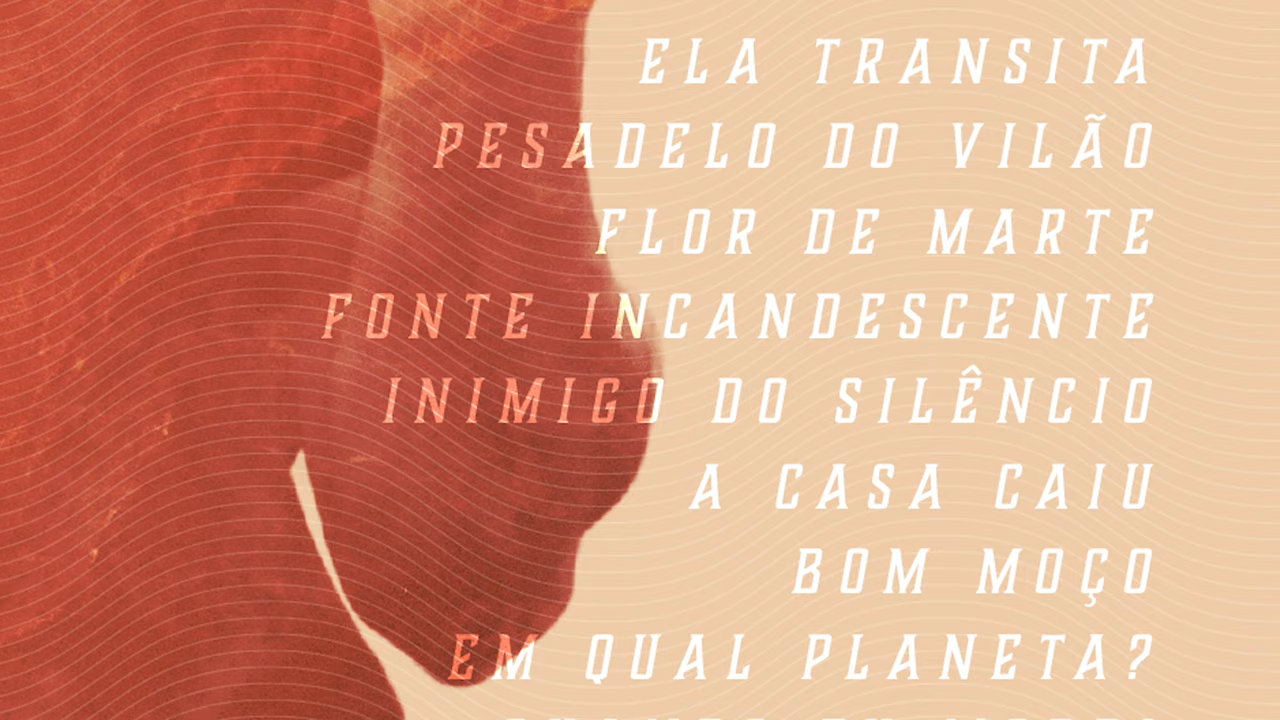 ELA TRANSITA
PESADELO DO VILÃO
FLOR DE MARTE
FONTE INCANDESCENTE
INIMIGO DO SILÊNCIO
A CASA CAIU
BOM MOÇO
EM QUAL PLANETA?